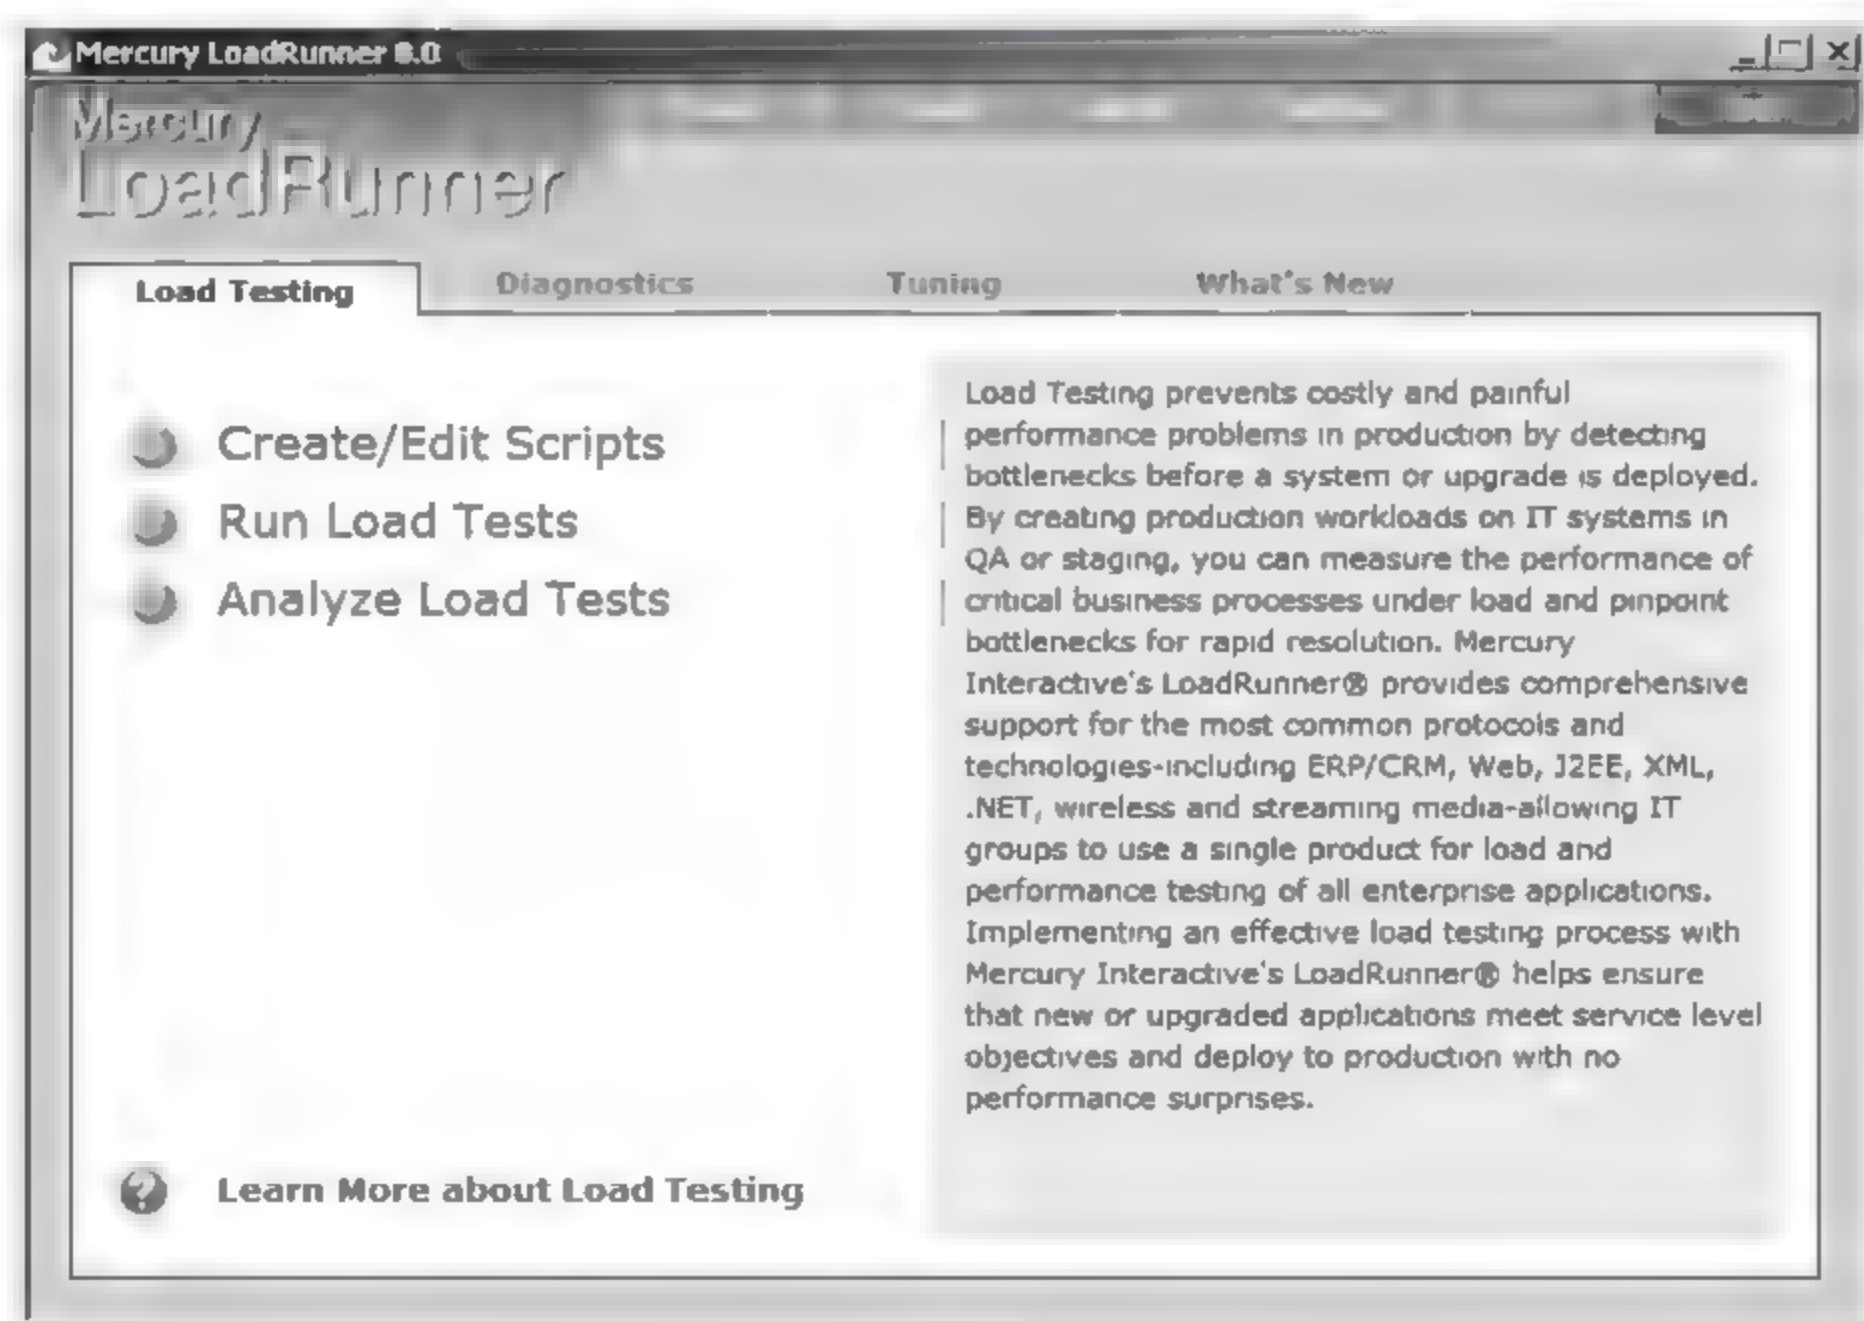 Mercury LoadRunner 8.0
Mercury
LoadRunner
Load Testing
Diagnostics
Tuning
What's New
Create/Edit Scripts
Run Load Tests
Analyze Load Tests
Learn More about Load Testing
Load Testing prevents costly and painful
performance problems in production by detecting
bottlenecks before a system or upgrade is deployed.
By creating production workloads on IT systems in
QA or staging, you can measure the performance of
critical business processes under load and pinpoint
bottlenecks for rapid resolution. Mercury
Interactive's LoadRunner® provides comprehensive
support for the most common protocols and
technologies-including ERP/CRM, Web, J2EE, XML,
.NET, wireless and streaming media-allowing IT
groups to use a single product for load and
performance testing of all enterprise applications.
Implementing an effective load testing process with
Mercury Interactive's LoadRunner® helps ensure
that new or upgraded applications meet service level
objectives and deploy to production with no
performance surprises.